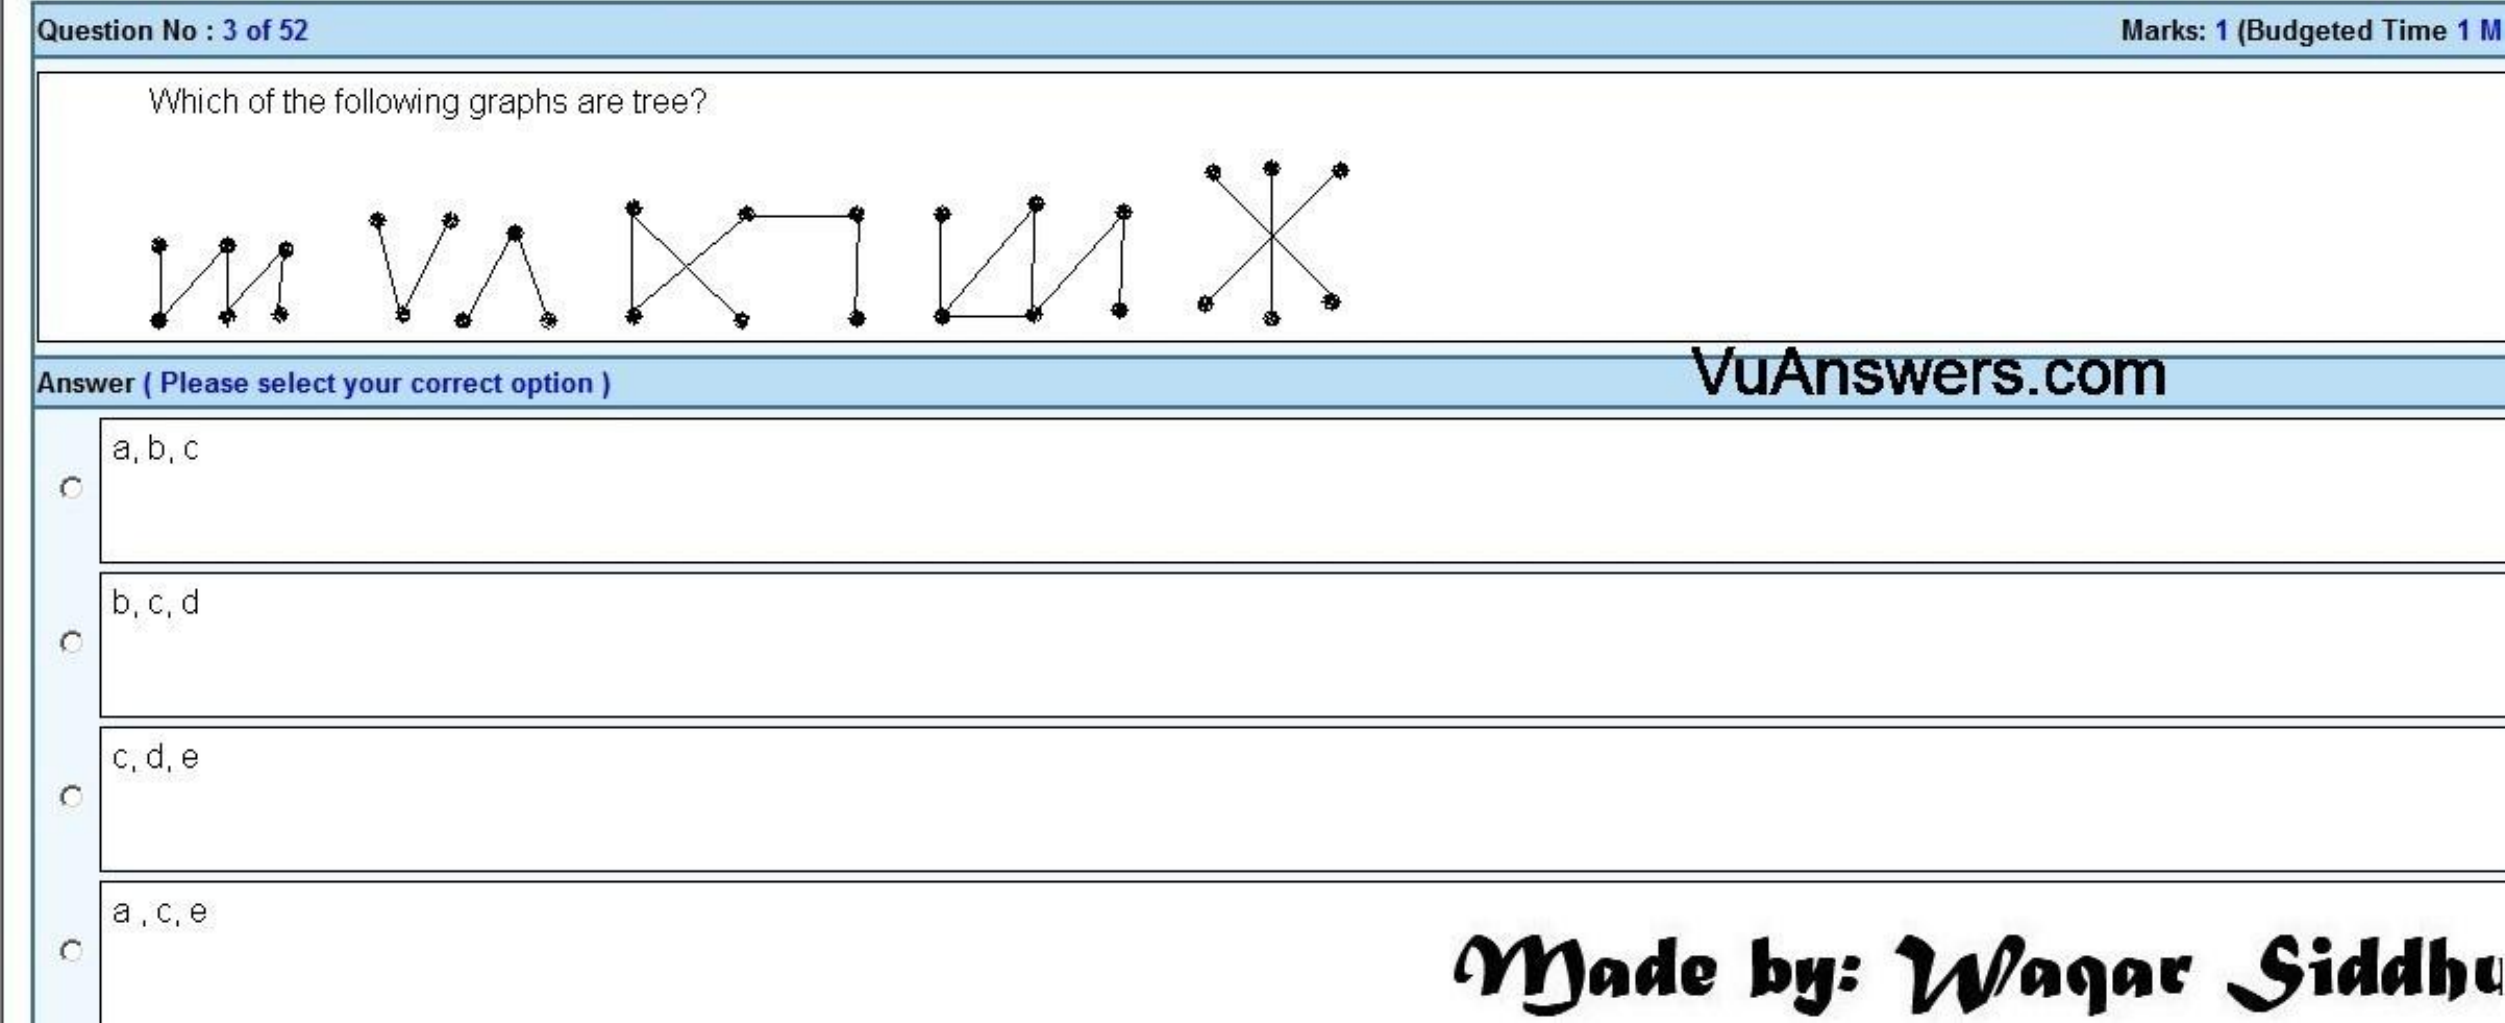 Question No : 3 of 52
Marks: 1 (Budgeted Time 1 M
Which of the following graphs are tree?
VuAnswers.com
Answer ( Please select your correct option )
a, b, c
b, c, d
c, d, e
a , c, e
Made by: Waqar Siddhu